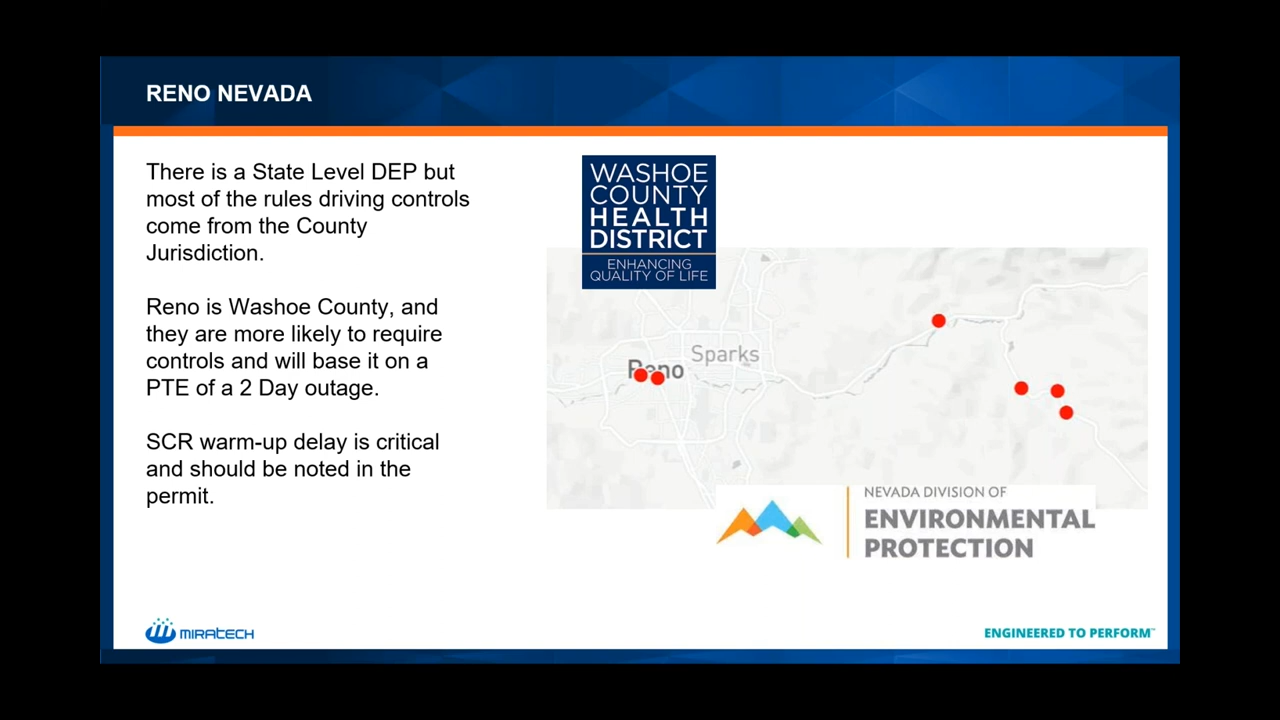 RENO NEVADA
There is a State Level DEP but
most of the rules driving controls
come from the County
Jurisdiction.
Reno is Washoe County, and
they are more likely to require
controls and will base it on a
PTE of a 2 Day outage.
SCR warm-up delay is critical
and should be noted in the
permit.
WASHOE
COUNTY
HEALTH
DISTRICT
ENHANCING
QUALITY OF LIFE
Sparks
Reno
NEVADA DIVISION OF
ENVIRONMENTAL
PROTECTION
MIRATECH
ENGINEERED TO PERFORM™